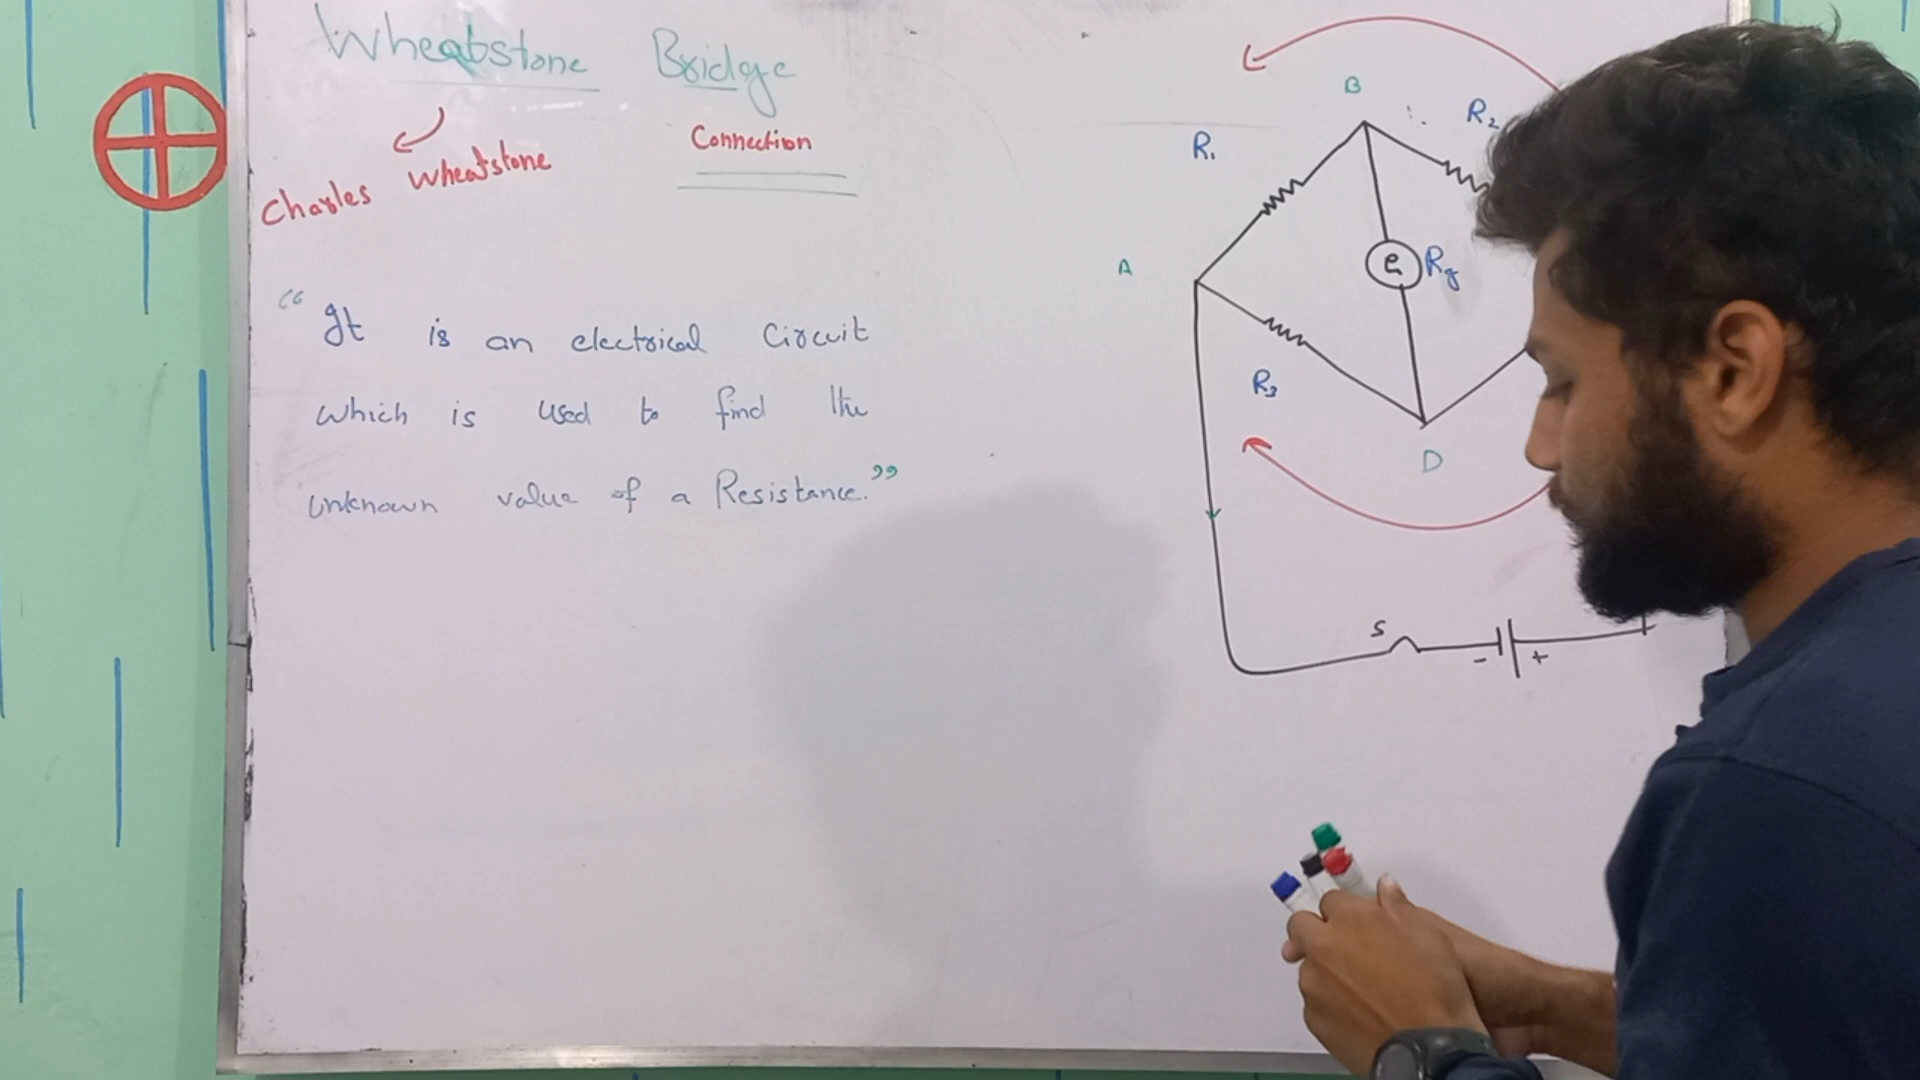 Wheatstone Bridge
Charles Wheatstone
Connection
“ It is an electrical Circuit
which is used to find the
unknown value of a Resistance.”
B
R₁
R₂
A
G
Rg
R₃
D
S
- +